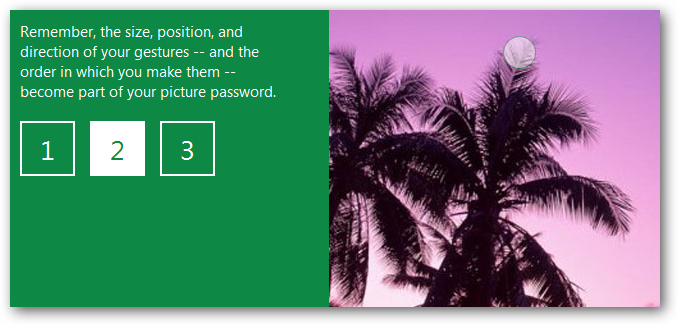 Remember, the size, position, and
direction of your gestures -- and the
order in which you make them --
become part of your picture password.
1 2 3